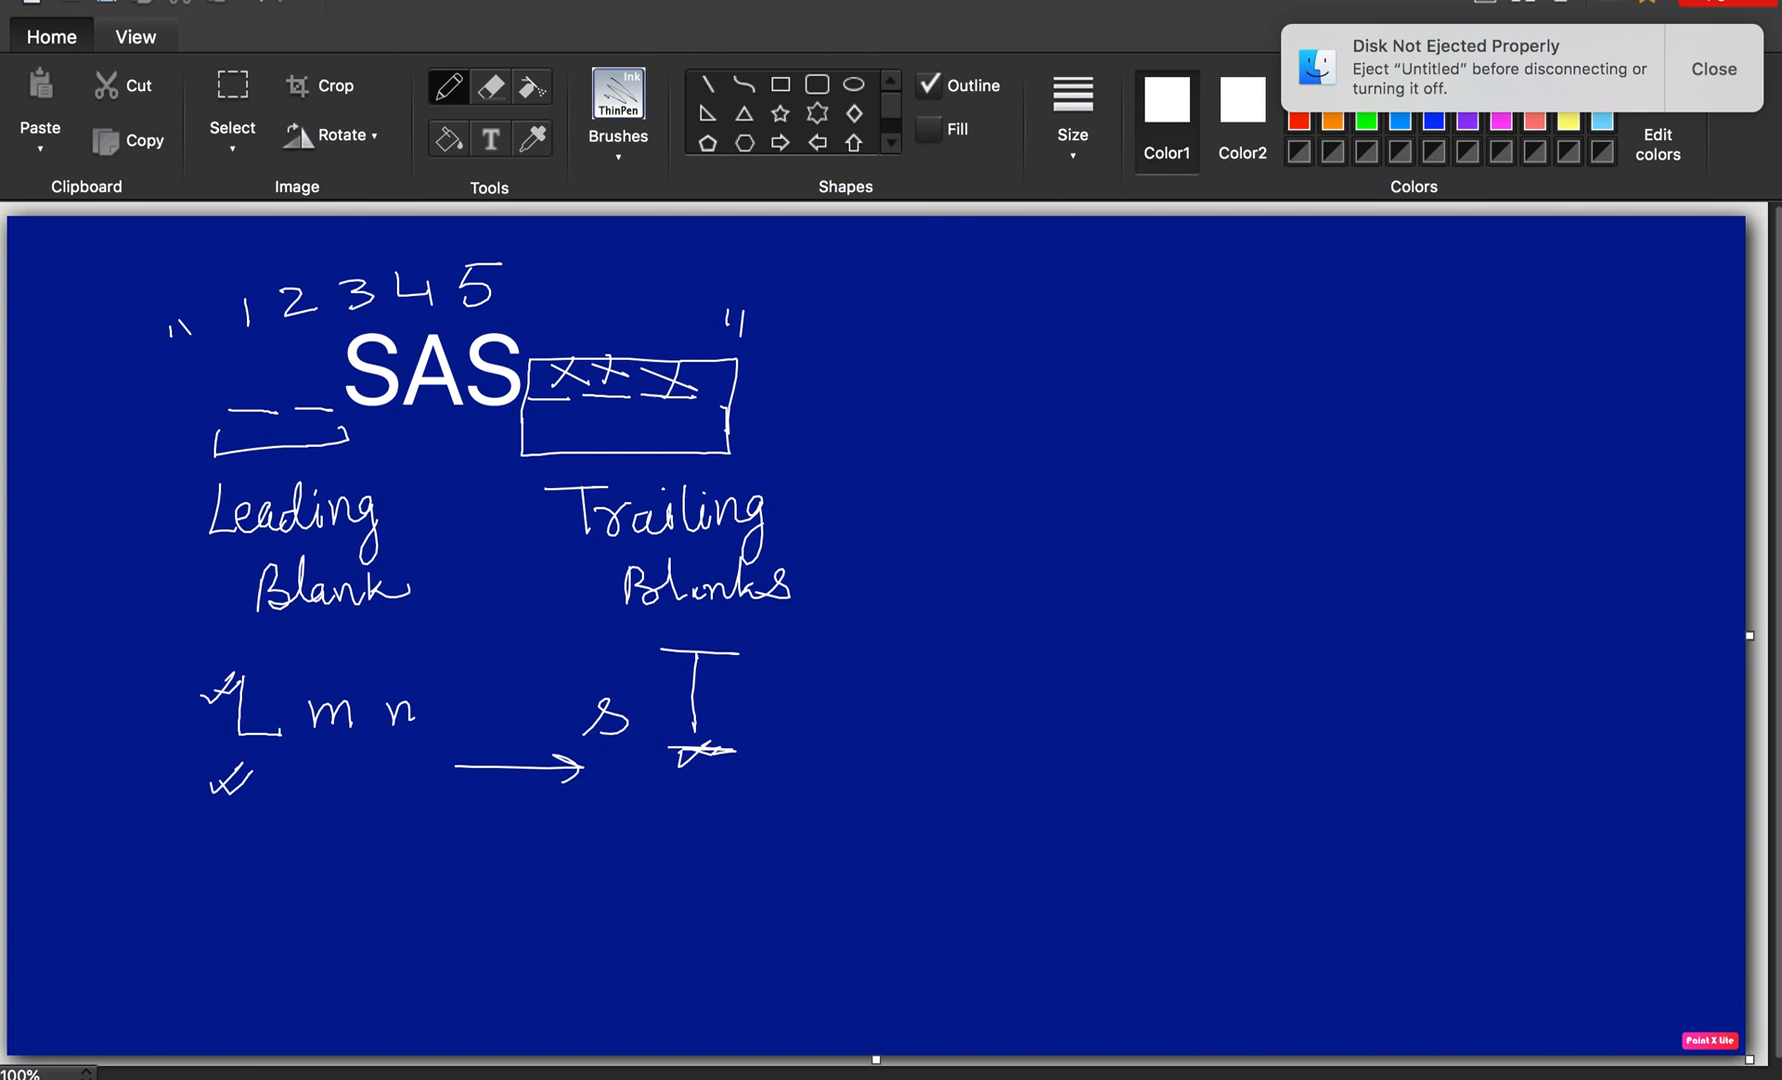 Home View
Disk Not Ejected Properly
Eject “Untitled” before disconnecting or
turning it off.
Close
Paste
Cut
Copy
Clipboard
Select
Crop
Rotate
Image
T
Tools
Ink
ThinPen
Brushes
Shapes
Outline
Fill
Size
Color1
Color2
Edit
colors
Colors
1 2 3 4 5
" "
SAS
X X X
Leading
Blank
Trailing
Blanks
L m n s T
Paint X Lite
100%